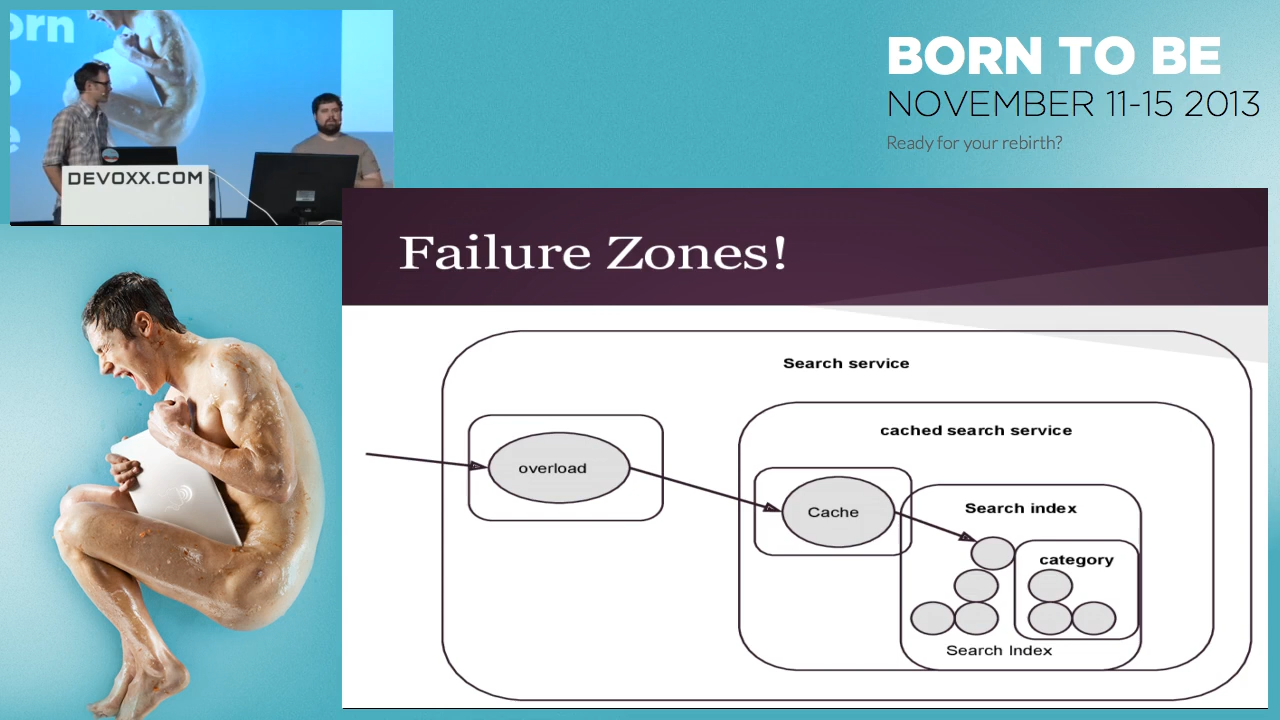 orn
DEVOXX.COM
BORN TO BE
NOVEMBER 11-15 2013
Ready for your rebirth?
Failure Zones!
Search service
cached search service
overload
Cache
Search index
category
Search Index